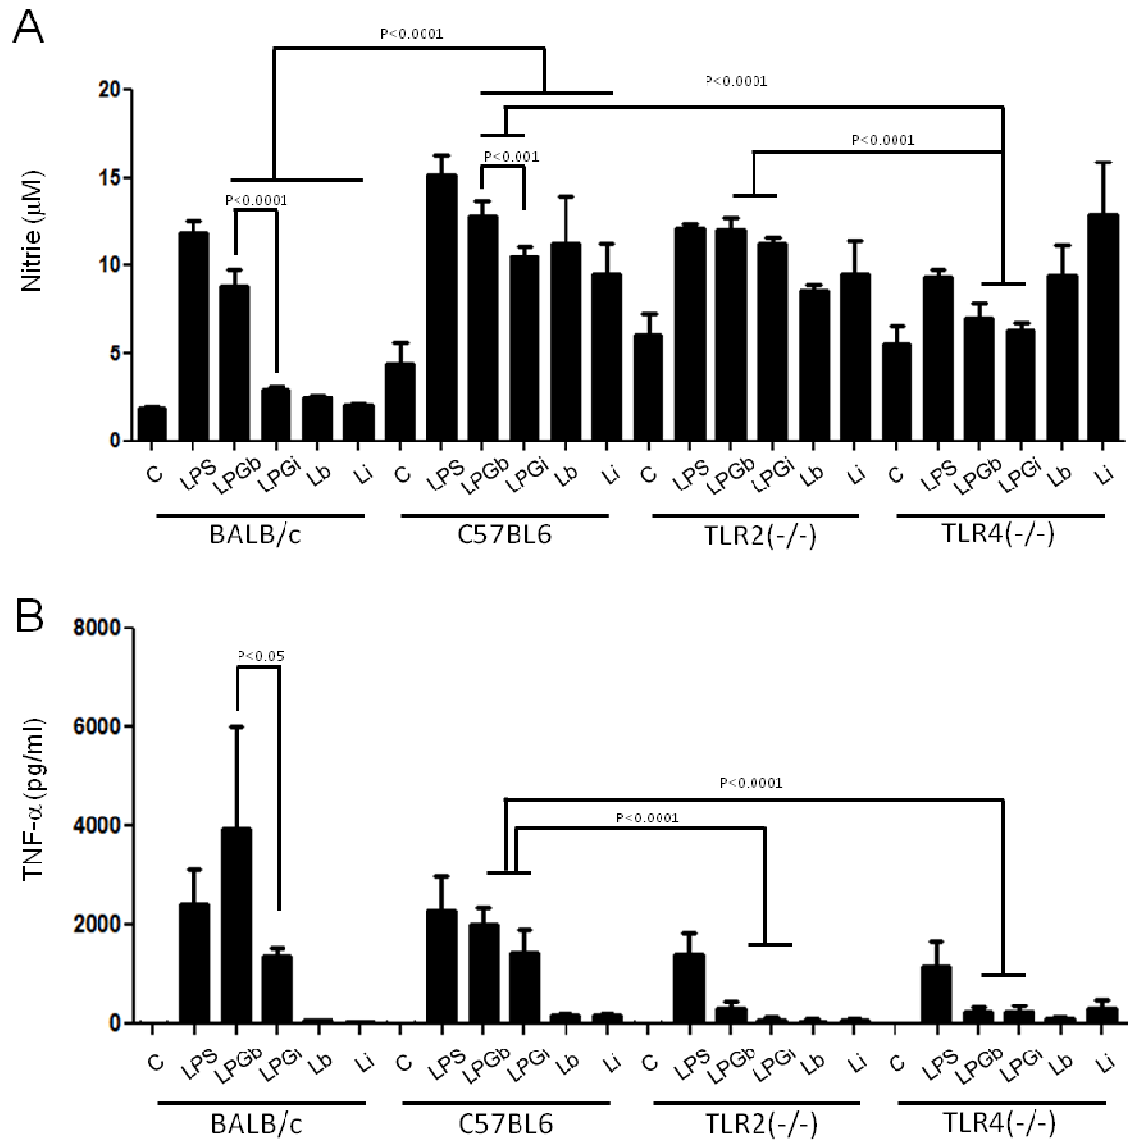 A
P<0.0001
P<0.0001
P<0.0001
P<0.001
P<0.0001
Nitrie (μM)
20
15
10
5
0
C LPS LPGb LPGi Lb Li C LPS LPGb LPGi Lb Li C LPS LPGb LPGi Lb Li C LPS LPGb LPGi Lb Li
BALB/c C57BL6 TLR2(-/-) TLR4(-/-)
B
P<0.05
P<0.0001
P<0.0001
TNF-α (pg/ml)
8000
6000
4000
2000
0
C LPS LPGb LPGi Lb Li C LPS LPGb LPGi Lb Li C LPS LPGb LPGi Lb Li C LPS LPGb LPGi Lb Li
BALB/c C57BL6 TLR2(-/-) TLR4(-/-)